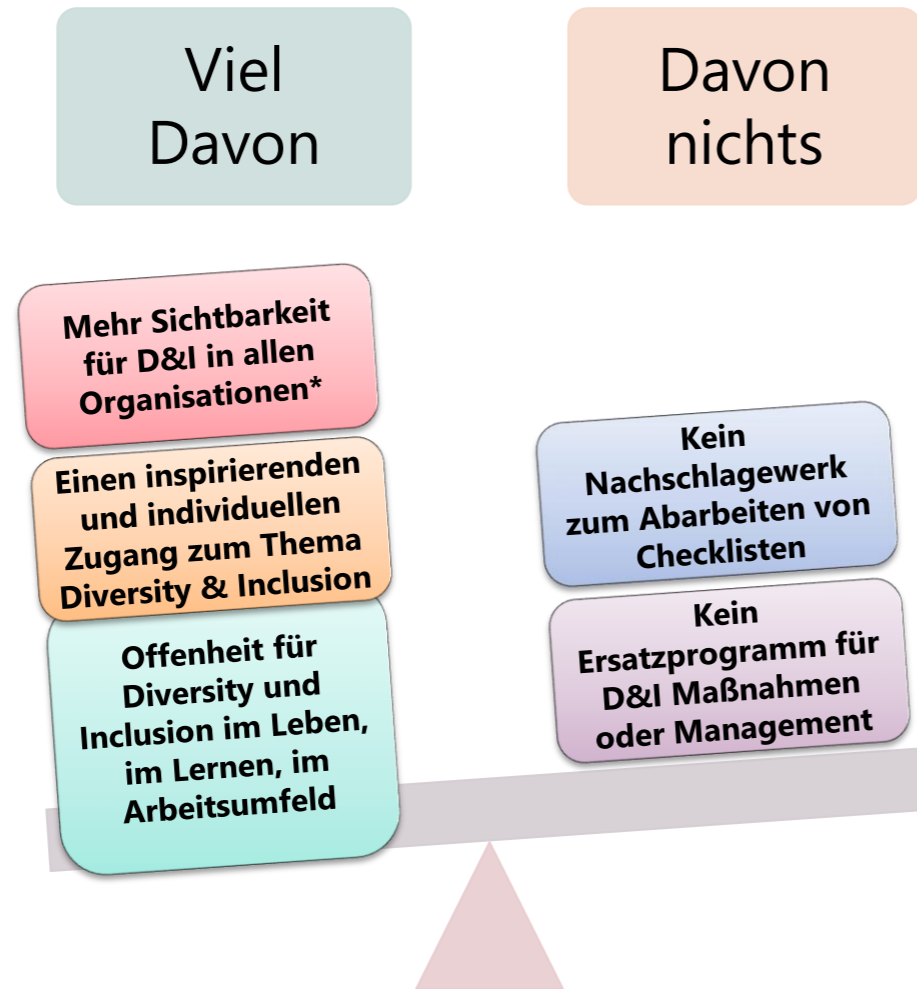 Viel
Davon
Davon
nichts
Mehr Sichtbarkeit
für D&I in allen
Organisationen*
Einen inspirierenden
und individuellen
Zugang zum Thema
Diversity & Inclusion
Offenheit für
Diversity und
Inclusion im Leben,
im Lernen, im
Arbeitsumfeld
Kein
Nachschlagewerk
zum Abarbeiten von
Checklisten
Kein
Ersatzprogramm für
D&I Maßnahmen
oder Management